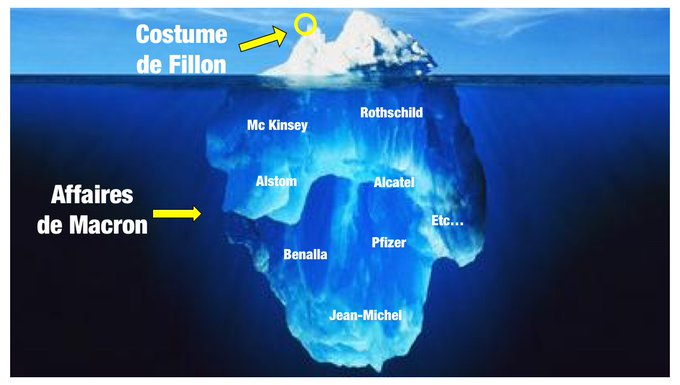 Costume
de Fillon
Rothschild
Mc Kinsey
Alstom
Alcatel
Affaires
de Macron
Etc...
Pfizer
Benalla
Jean-Michel